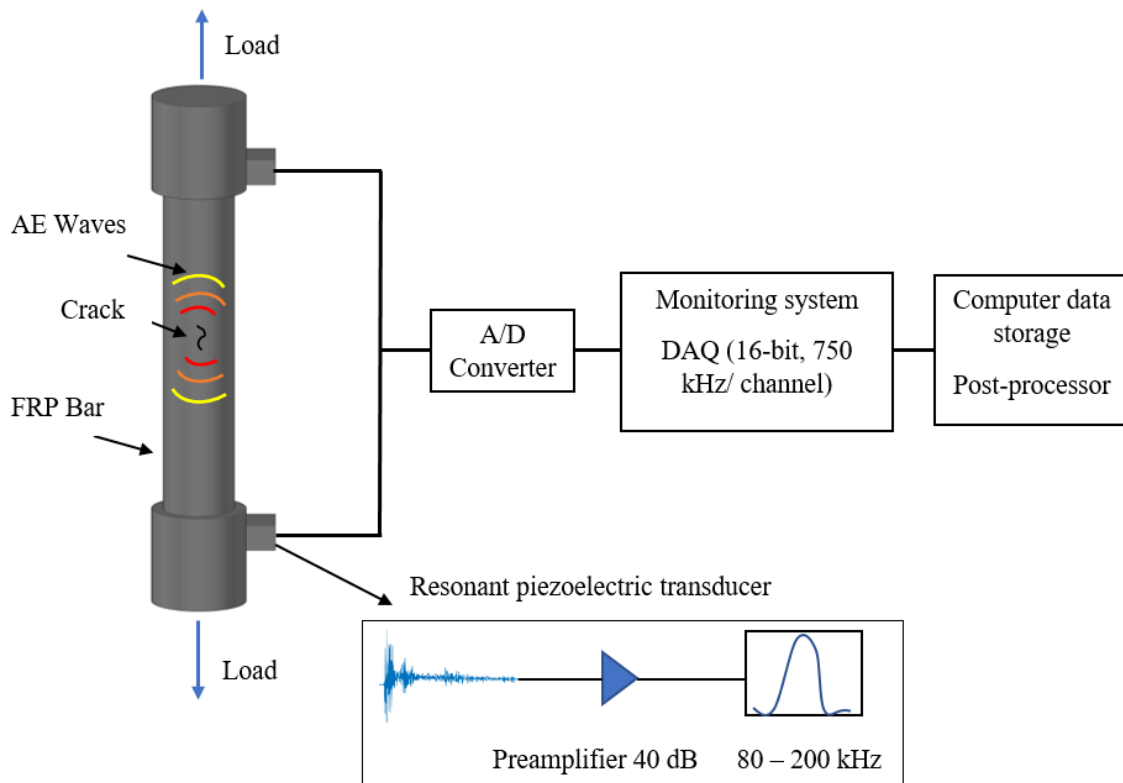 Load
AE Waves
Crack
FRP Bar
A/D
Converter
Monitoring system
DAQ (16-bit, 750
kHz/ channel)
Computer data
storage
Post-processor
Resonant piezoelectric transducer
Load
Preamplifier 40 dB
80 – 200 kHz